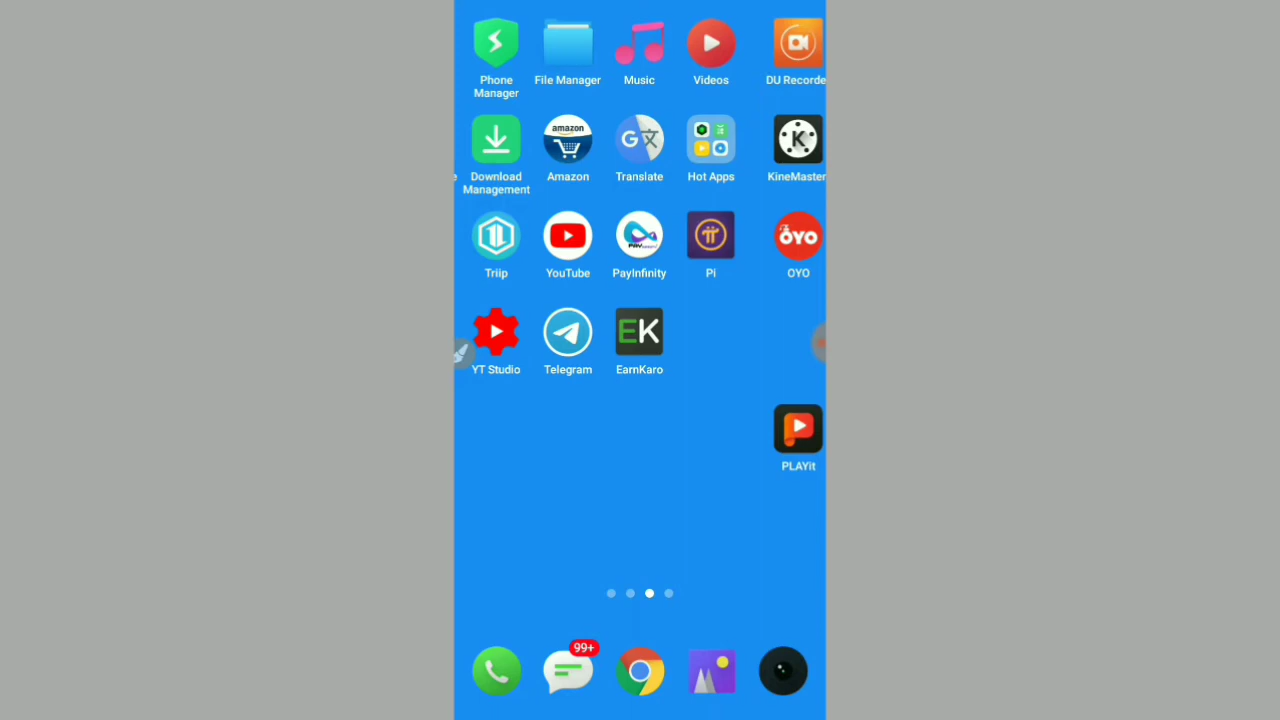 Phone Manager
File Manager
Music
Videos
DU Recorde
amazon
G
K
e
Download Management
Amazon
Translate
Hot Apps
KineMaster
OYO
Triip
YouTube
PayInfinity
Pi
OYO
EK
YT Studio
Telegram
EarnKaro
PLAYit
99+